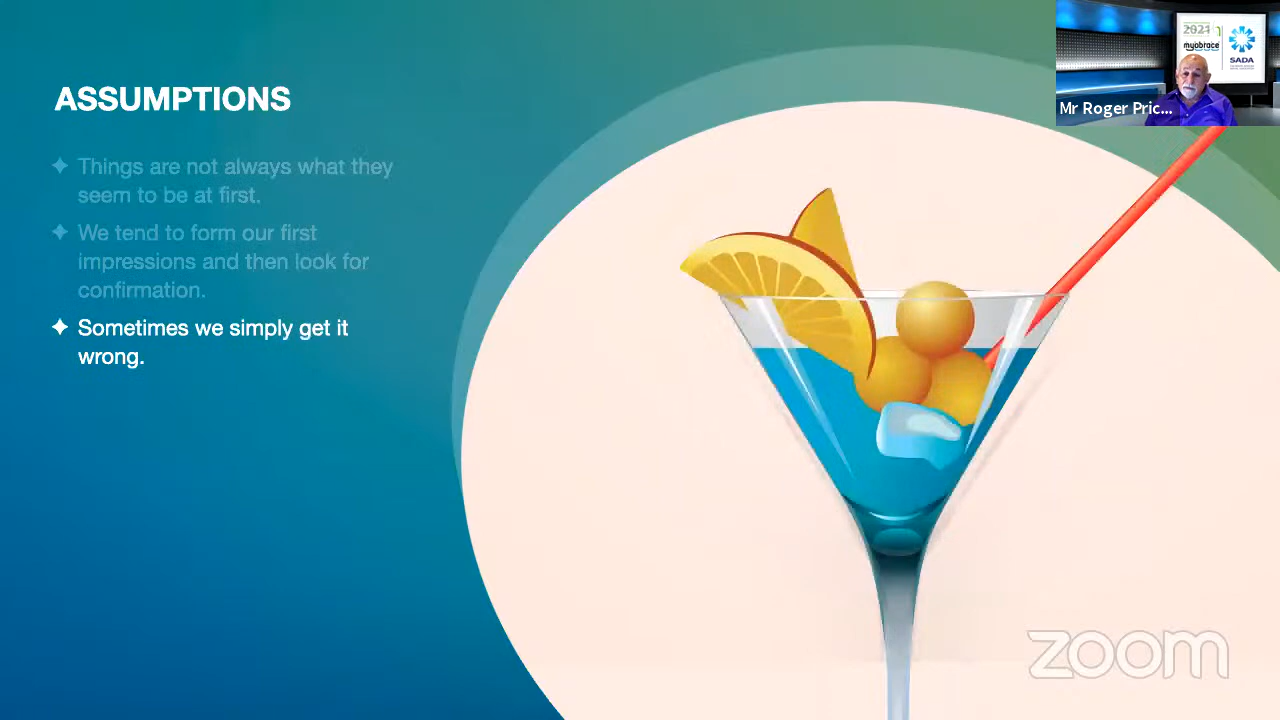 ASSUMPTIONS
Things are not always what they
seem to be at first.
We tend to form our first
impressions and then look for
confirmation.
Sometimes we simply get it
wrong.
2021
myobrace
SADA
Mr Roger Pric...
zoom